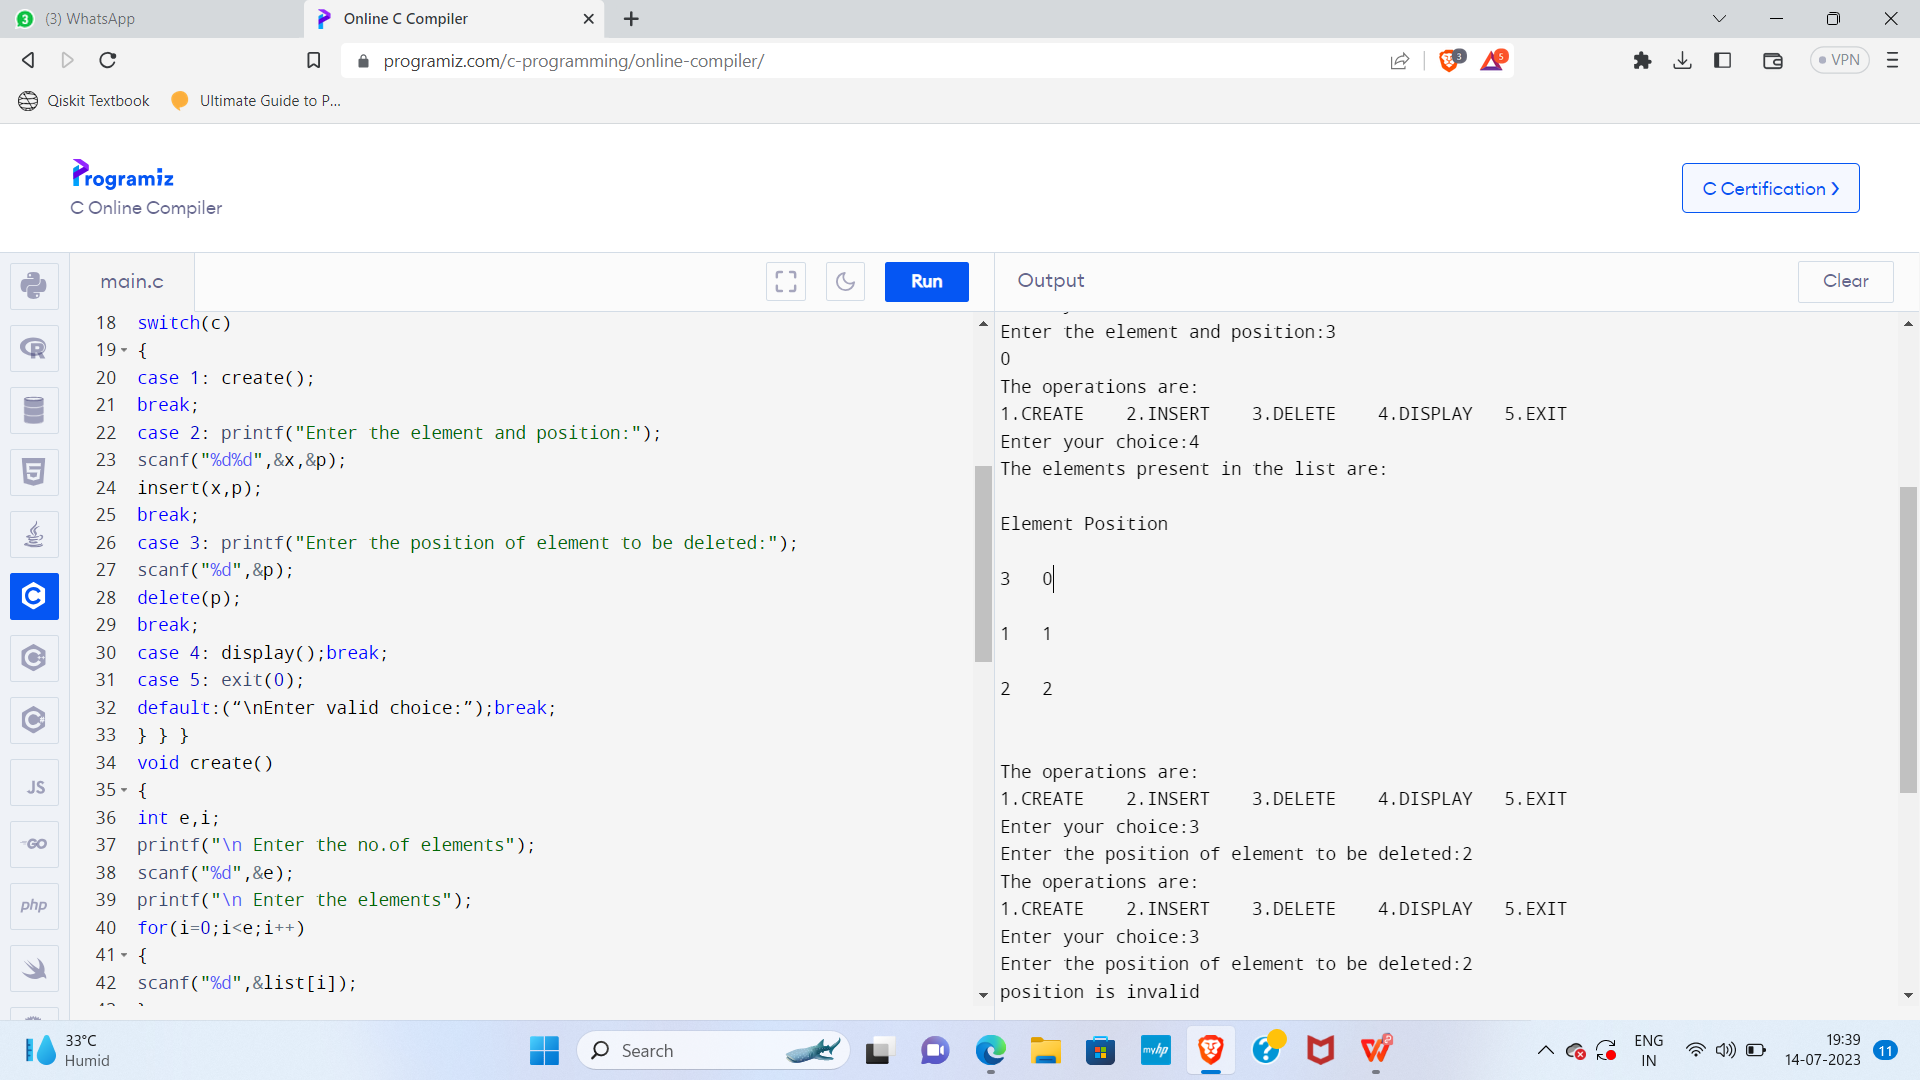 (3) WhatsApp
Online C Compiler
programiz.com/c-programming/online-compiler/
3
5
VPN
Qiskit Textbook
Ultimate Guide to P...
Programiz
C Online Compiler
C Certification
main.c
Run
Output
Clear
18 switch(c)
19 {
20 case 1: create();
21 break;
22 case 2: printf("Enter the element and position:");
23 scanf("%d%d",&x,&p);
24 insert(x,p);
25 break;
26 case 3: printf("Enter the position of element to be deleted:");
27 scanf("%d",&p);
28 delete(p);
29 break;
30 case 4: display();break;
31 case 5: exit(0);
32 default:(“\nEnter valid choice:”);break;
33 } } }
34 void create()
35 {
36 int e,i;
37 printf("\n Enter the no.of elements");
38 scanf("%d",&e);
39 printf("\n Enter the elements");
40 for(i=0;i<e;i++)
41 {
42 scanf("%d",&list[i]);
Enter the element and position:3
0
The operations are:
1.CREATE 2.INSERT 3.DELETE 4.DISPLAY 5.EXIT
Enter your choice:4
The elements present in the list are:
Element Position
3 0
1 1
2 2
The operations are:
1.CREATE 2.INSERT 3.DELETE 4.DISPLAY 5.EXIT
Enter your choice:3
Enter the position of element to be deleted:2
The operations are:
1.CREATE 2.INSERT 3.DELETE 4.DISPLAY 5.EXIT
Enter your choice:3
Enter the position of element to be deleted:2
position is invalid
R
5
C
JS
GO
php
33°C
Humid
Search
myhp
ENG
IN
19:39
14-07-2023
11